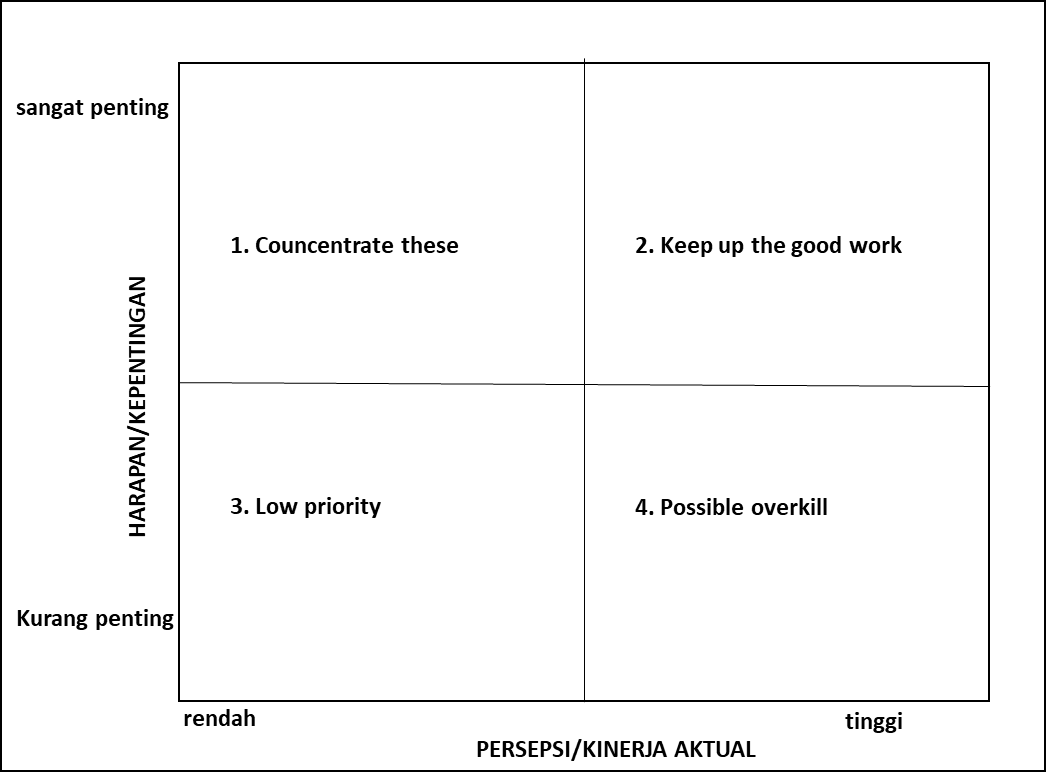 sangat penting
1. Councentrate these
2. Keep up the good work
HARAPAN/KEPENTINGAN
3. Low priority
4. Possible overkill
Kurang penting
rendah
tinggi
PERSEPSI/KINERJA AKTUAL